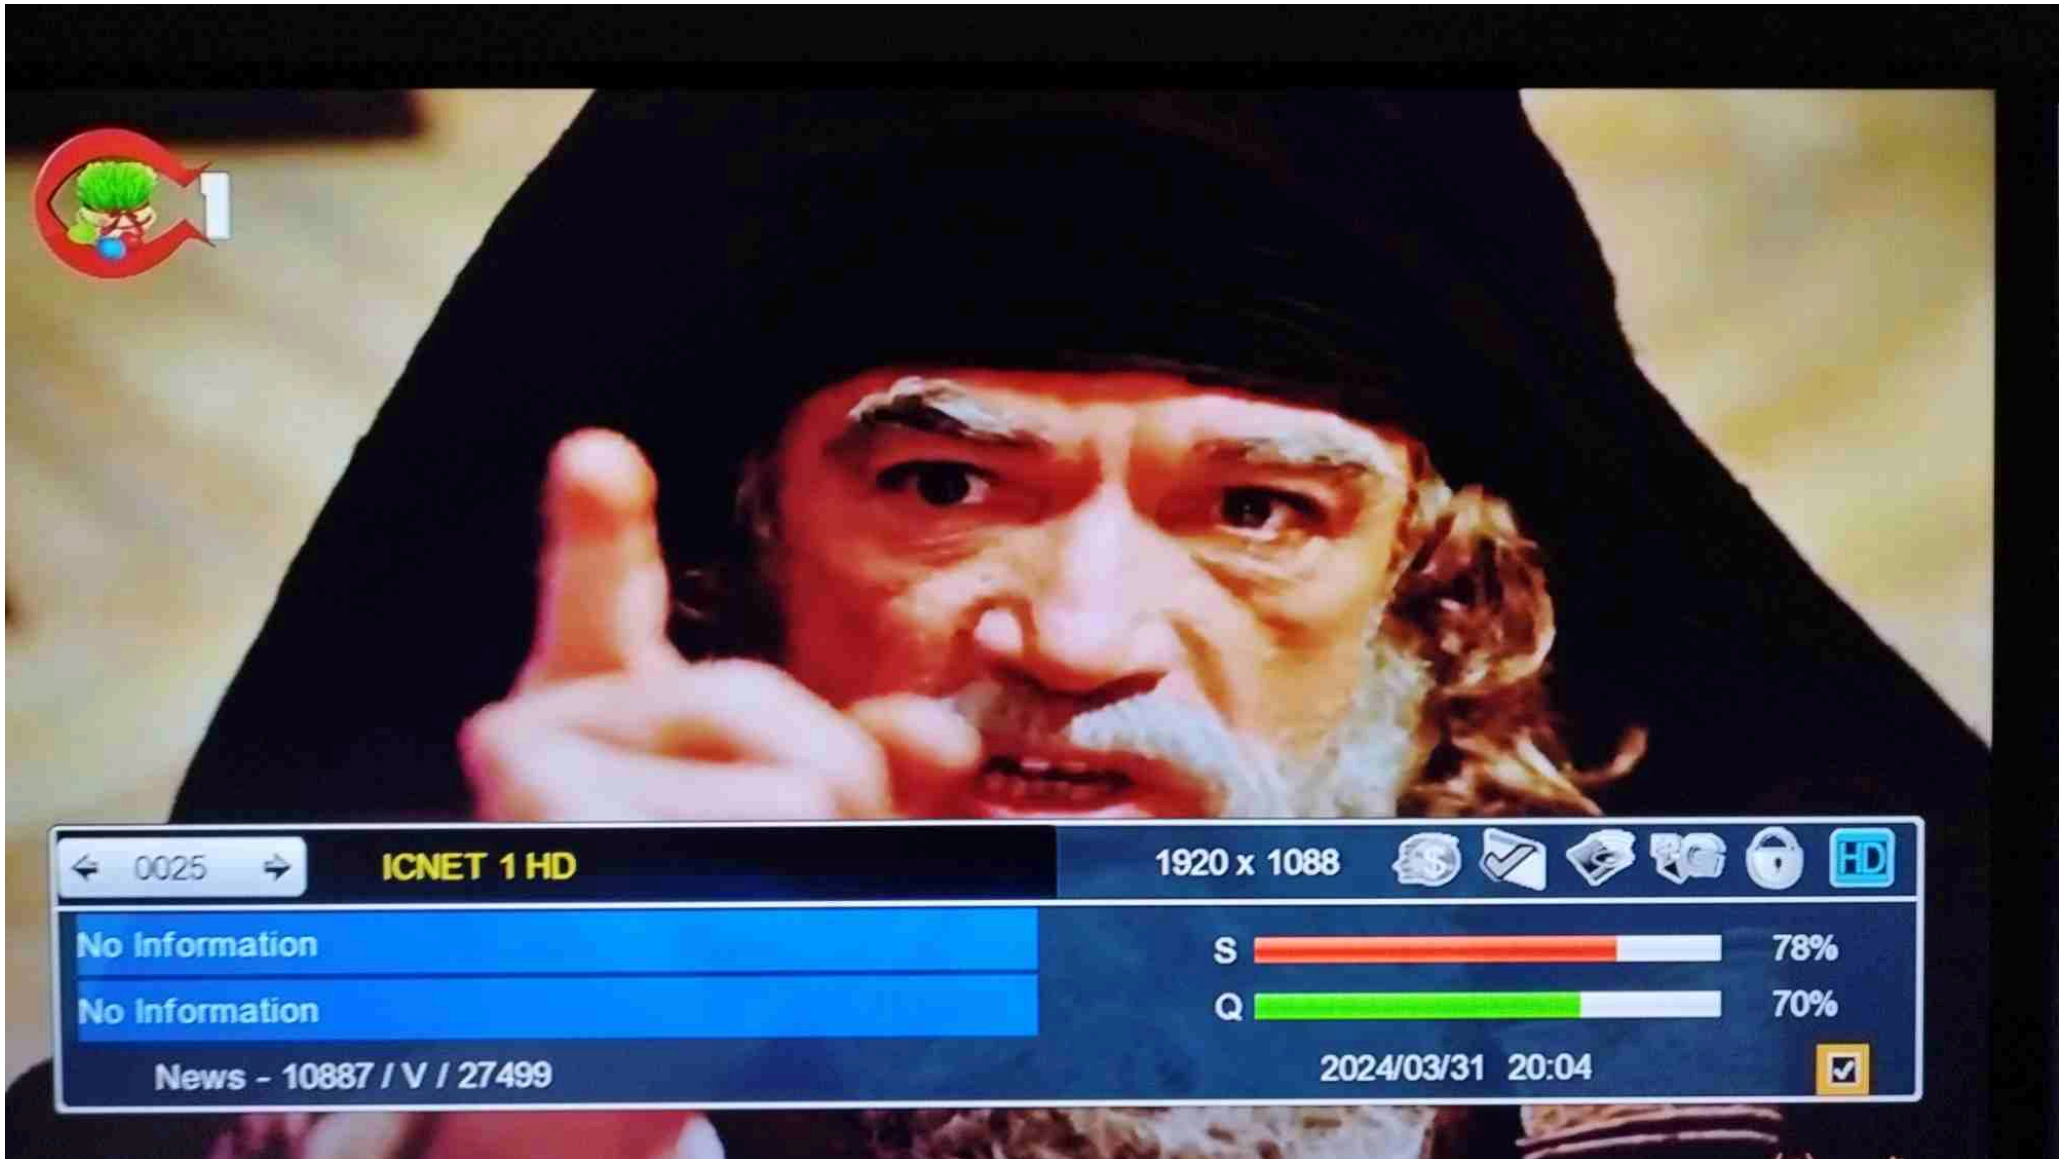 1
0025
ICNET 1 HD
1920 x 1088
$
HD
No Information
S
78%
No Information
Q
70%
News - 10887 / V / 27499
2024/03/31 20:04